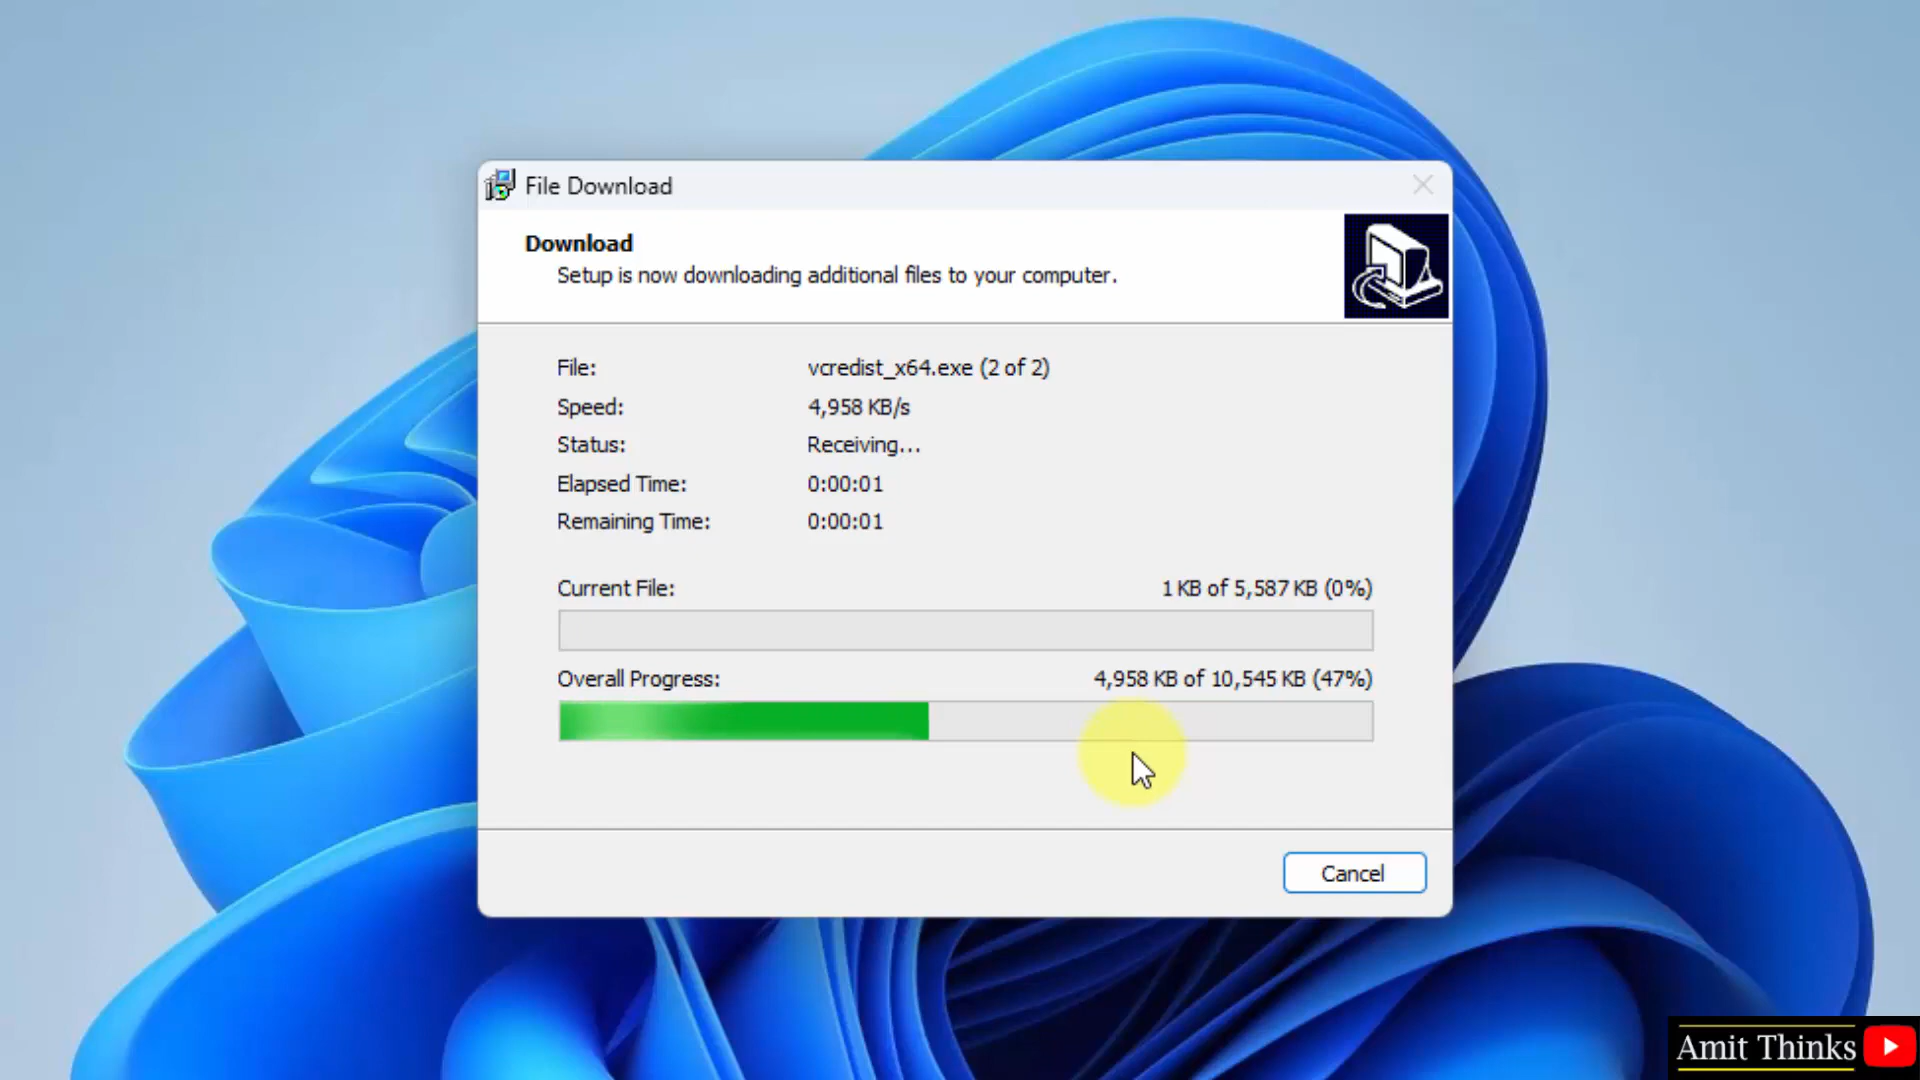 File Download
Download
Setup is now downloading additional files to your computer.
File: vcredist_x64.exe (2 of 2)
Speed: 4,958 KB/s
Status: Receiving...
Elapsed Time: 0:00:01
Remaining Time: 0:00:01
Current File: 1 KB of 5,587 KB (0%)
Overall Progress: 4,958 KB of 10,545 KB (47%)
Cancel
Amit Thinks